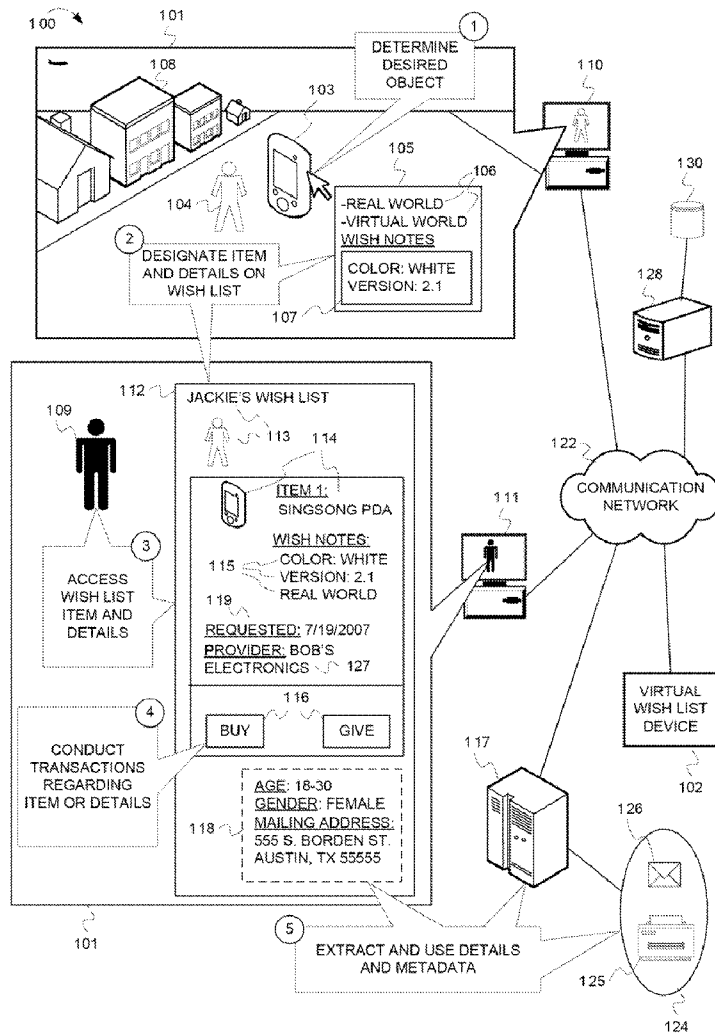 100
101
1
DETERMINE
DESIRED
OBJECT
108
103
110
105
106
-REAL WORLD
-VIRTUAL WORLD
WISH NOTES
COLOR: WHITE
VERSION: 2.1
104
107
130
128
2
DESIGNATE ITEM
AND DETAILS ON
WISH LIST
112
JACKIE'S WISH LIST
109
113
114
ITEM 1:
SINGSONG PDA
WISH NOTES:
COLOR: WHITE
115
VERSION: 2.1
REAL WORLD
119
REQUESTED: 7/19/2007
PROVIDER: BOB'S
ELECTRONICS
127
3
ACCESS
WISH LIST
ITEM AND
DETAILS
111
122
COMMUNICATION
NETWORK
4
CONDUCT
TRANSACTIONS
REGARDING
ITEM OR DETAILS
116
BUY
GIVE
117
VIRTUAL
WISH LIST
DEVICE
102
118
AGE: 18-30
GENDER: FEMALE
MAILING ADDRESS:
555 S. BORDEN ST.
AUSTIN, TX 55555
126
101
5
EXTRACT AND USE DETAILS
AND METADATA
125
124